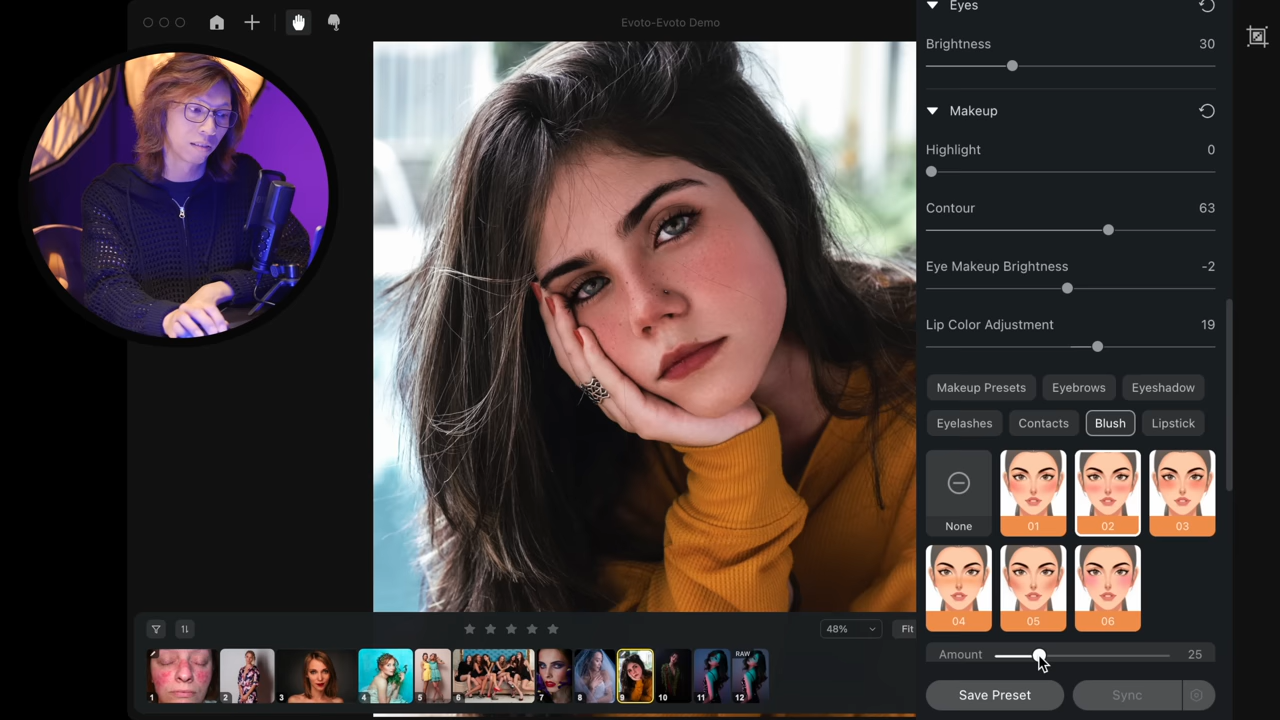 Evoto-Evoto Demo
Eyes
Brightness 30
Makeup
Highlight 0
Contour 63
Eye Makeup Brightness -2
Lip Color Adjustment 19
Makeup Presets Eyebrows Eyeshadow
Eyelashes Contacts Blush Lipstick
None 01 02 03
04 05 06
Amount 25
Save Preset Sync
48% Fit
RAW
1 2 3 4 5 6 7 8 9 10 11 12